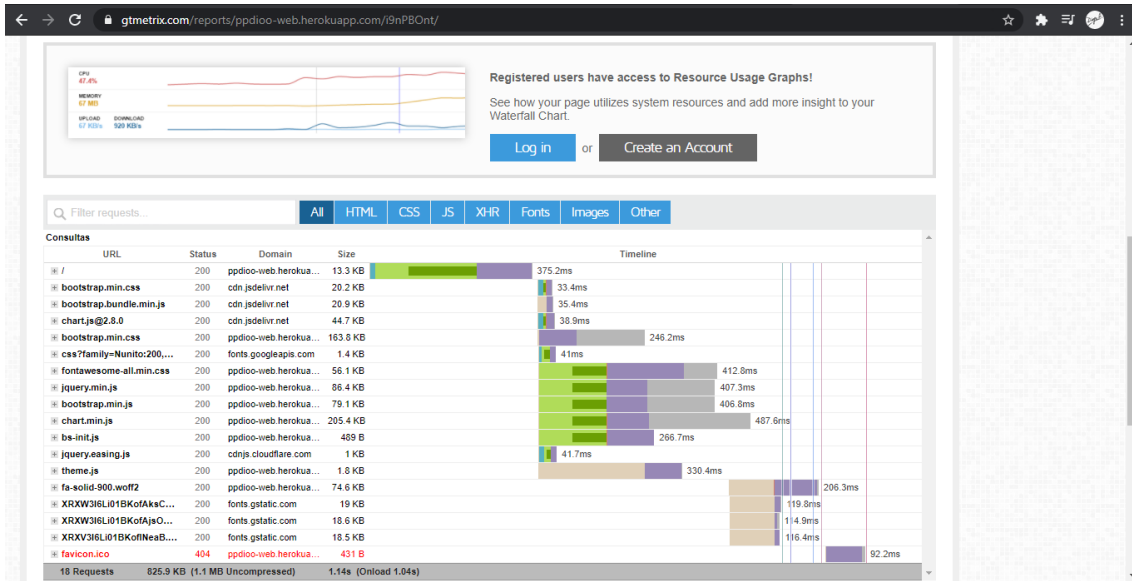 gtmetrix.com/reports/ppdioo-web.herokuapp.com/i9nPBOnt/
CPU
47.4%
MEMORY
67 MB
UPLOAD DOWNLOAD
67 KB/s 920 KB/s
Registered users have access to Resource Usage Graphs!
See how your page utilizes system resources and add more insight to your
Waterfall Chart.
Log in or Create an Account
Filter requests... All HTML CSS JS XHR Fonts Images Other
Consultas
URL Status Domain Size Timeline
/ 200 ppdioo-web.herokua... 13.3 KB 375.2ms
bootstrap.min.css 200 cdn.jsdelivr.net 20.2 KB 33.4ms
bootstrap.bundle.min.js 200 cdn.jsdelivr.net 20.9 KB 35.4ms
chart.js@2.8.0 200 cdn.jsdelivr.net 44.7 KB 38.9ms
bootstrap.min.css 200 ppdioo-web.herokua... 163.8 KB 246.2ms
css?family=Nunito:200,... 200 fonts.googleapis.com 1.4 KB 41ms
fontawesome-all.min.css 200 ppdioo-web.herokua... 56.1 KB 412.8ms
jquery.min.js 200 ppdioo-web.herokua... 86.4 KB 407.3ms
bootstrap.min.js 200 ppdioo-web.herokua... 79.1 KB 406.8ms
chart.min.js 200 ppdioo-web.herokua... 205.4 KB 487.6ms
bs-init.js 200 ppdioo-web.herokua... 489 B 266.7ms
jquery.easing.js 200 cdnjs.cloudflare.com 1 KB 41.7ms
theme.js 200 ppdioo-web.herokua... 1.8 KB 330.4ms
fa-solid-900.woff2 200 ppdioo-web.herokua... 74.6 KB 206.3ms
XRXW3I6Li01BKofAksC... 200 fonts.gstatic.com 19 KB 119.8ms
XRXV3I6Li01BKofAjsO... 200 fonts.gstatic.com 18.6 KB 114.9ms
XRXV3I6Li01BKofINeaB.... 200 fonts.gstatic.com 18.5 KB 116.4ms
favicon.ico 404 ppdioo-web.herokua... 431 B 92.2ms
18 Requests 825.9 KB (1.1 MB Uncompressed) 1.14s (Onload 1.04s)